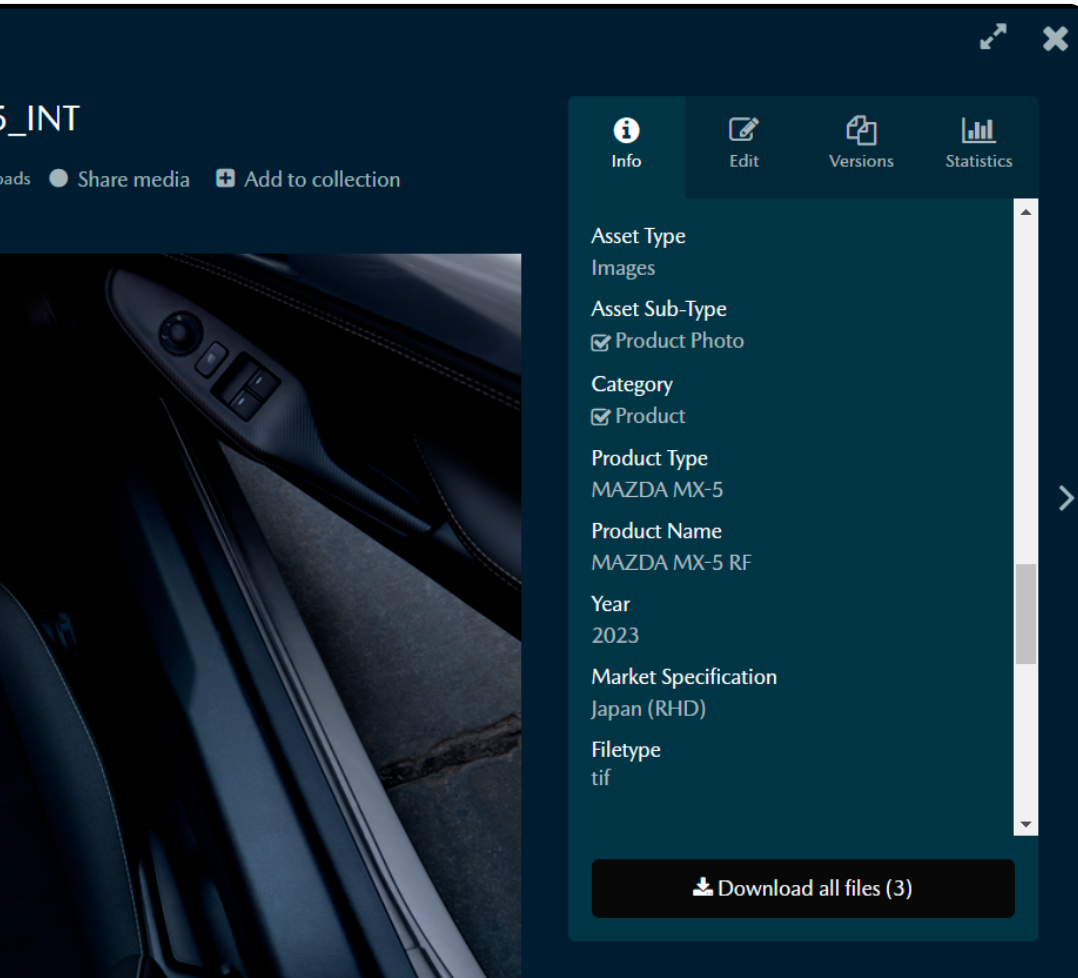 5_INT
oads Share media Add to collection
Info Edit Versions Statistics
Asset Type
Images
Asset Sub-Type
Product Photo
Category
Product
Product Type
MAZDA MX-5
Product Name
MAZDA MX-5 RF
Year
2023
Market Specification
Japan (RHD)
Filetype
tif
Download all files (3)